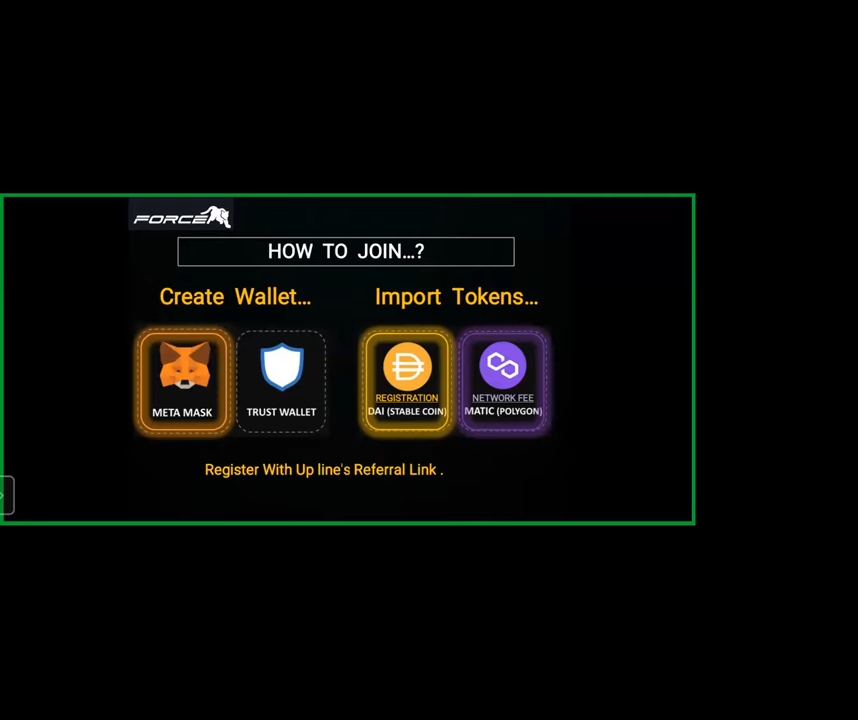 FORCE
HOW TO JOIN...?
Create Wallet... Import Tokens...
REGISTRATION NETWORK FEE
META MASK TRUST WALLET DAI (STABLE COIN) MATIC (POLYGON)
Register With Up line's Referral Link .